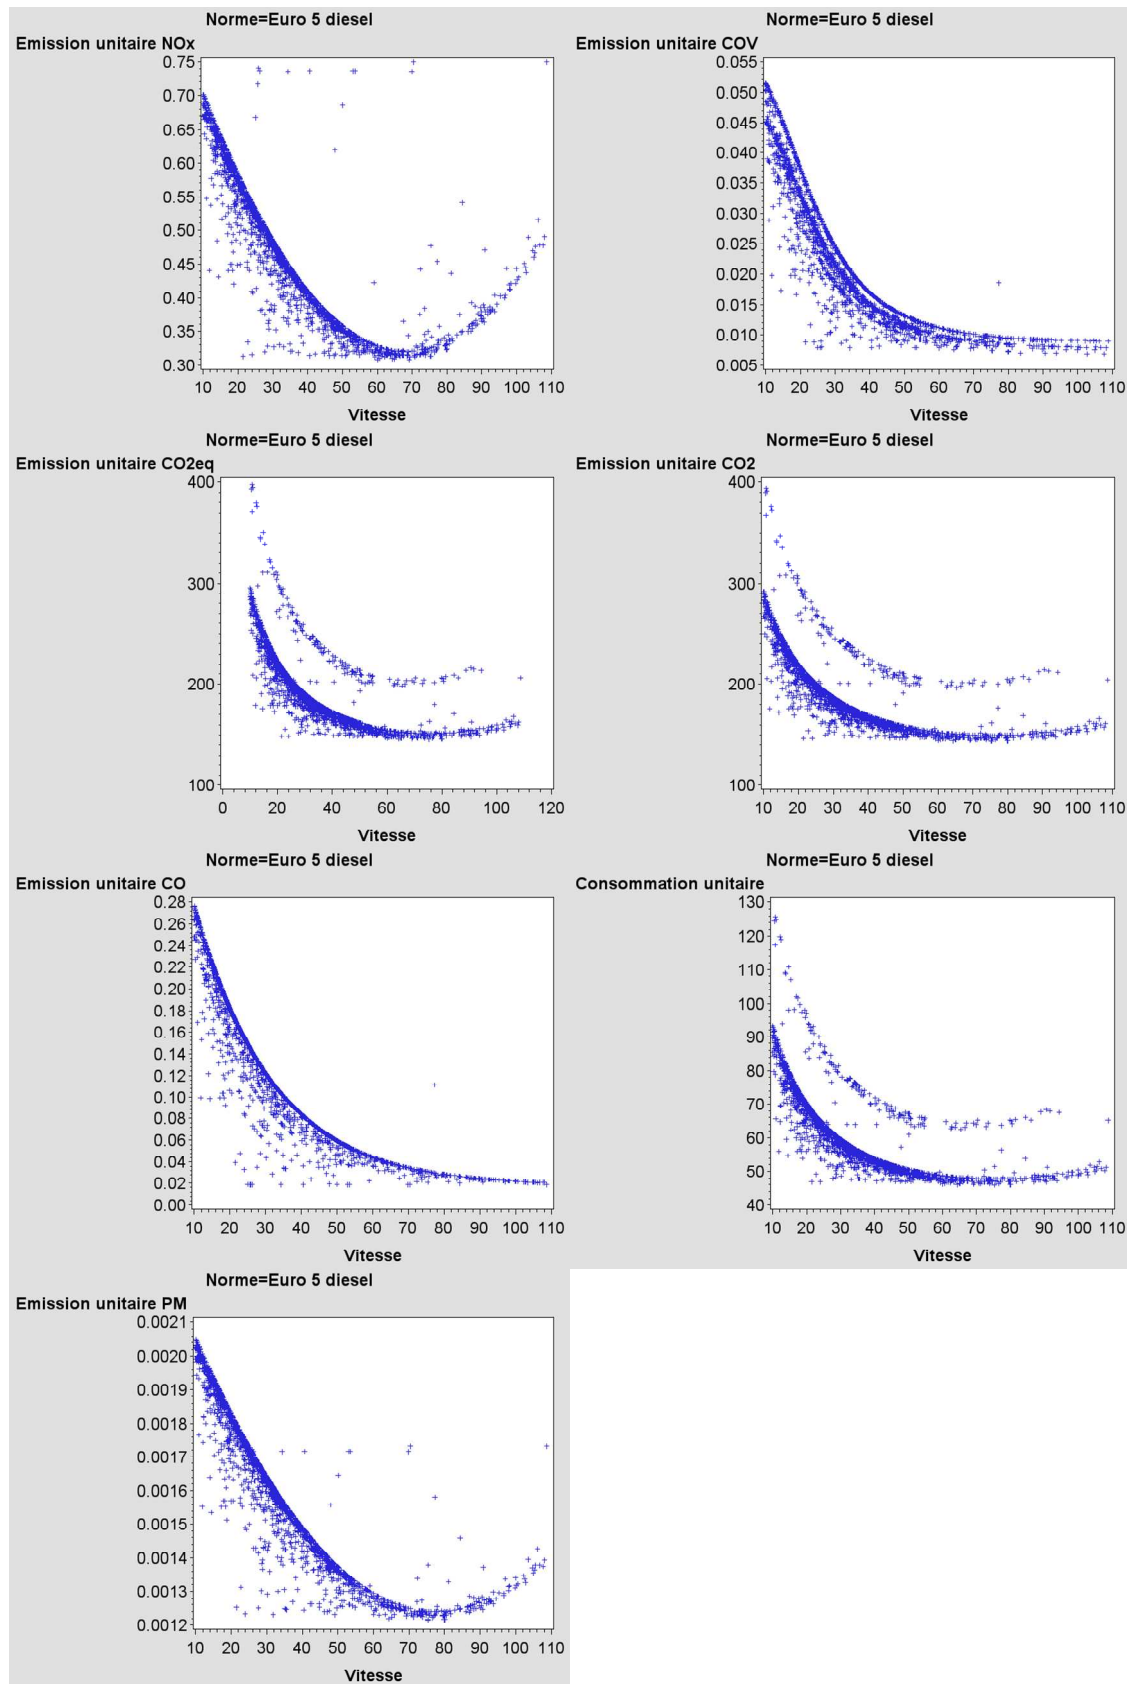 Norme=Euro 5 diesel
Emission unitaire NOx
0.75
0.70
0.65
0.60
0.55
0.50
0.45
0.40
0.35
0.30
10 20 30 40 50 60 70 80 90 100 110
Vitesse
Norme=Euro 5 diesel
Emission unitaire COV
0.055
0.050
0.045
0.040
0.035
0.030
0.025
0.020
0.015
0.010
0.005
10 20 30 40 50 60 70 80 90 100 110
Vitesse
Norme=Euro 5 diesel
Emission unitaire CO2eq
400
300
200
100
0 20 40 60 80 100 120
Vitesse
Norme=Euro 5 diesel
Emission unitaire CO2
400
300
200
100
10 20 30 40 50 60 70 80 90 100 110
Vitesse
Norme=Euro 5 diesel
Emission unitaire CO
0.28
0.26
0.24
0.22
0.20
0.18
0.16
0.14
0.12
0.10
0.08
0.06
0.04
0.02
0.00
10 20 30 40 50 60 70 80 90 100 110
Vitesse
Norme=Euro 5 diesel
Consommation unitaire
130
120
110
100
90
80
70
60
50
40
10 20 30 40 50 60 70 80 90 100 110
Vitesse
Norme=Euro 5 diesel
Emission unitaire PM
0.0021
0.0020
0.0019
0.0018
0.0017
0.0016
0.0015
0.0014
0.0013
0.0012
10 20 30 40 50 60 70 80 90 100 110
Vitesse